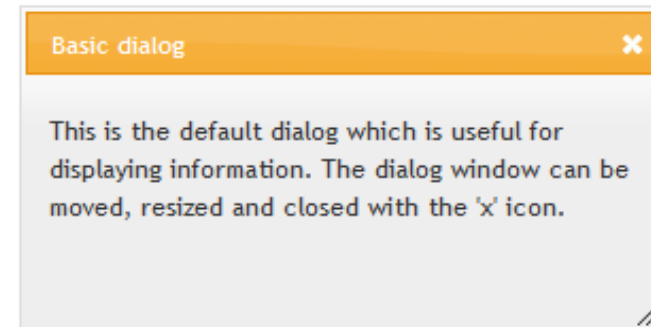 Basic dialog
This is the default dialog which is useful for
displaying information. The dialog window can be
moved, resized and closed with the 'x' icon.